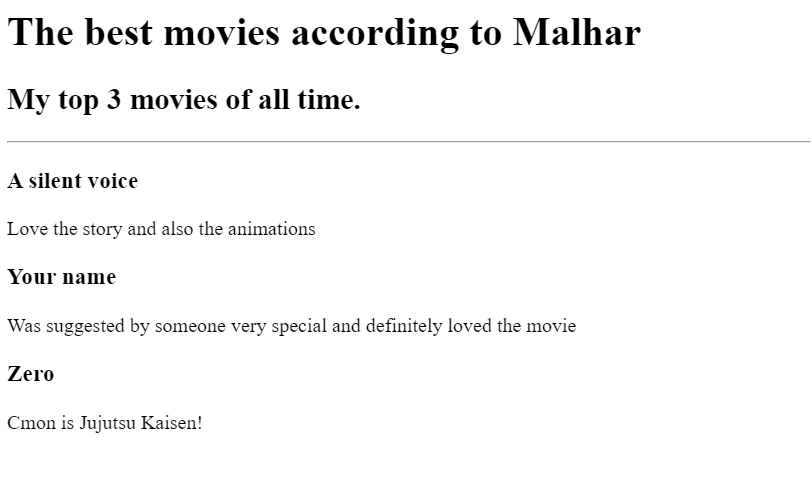 The best movies according to Malhar
My top 3 movies of all time.
A silent voice
Love the story and also the animations
Your name
Was suggested by someone very special and definitely loved the movie
Zero
Cmon is Jujutsu Kaisen!